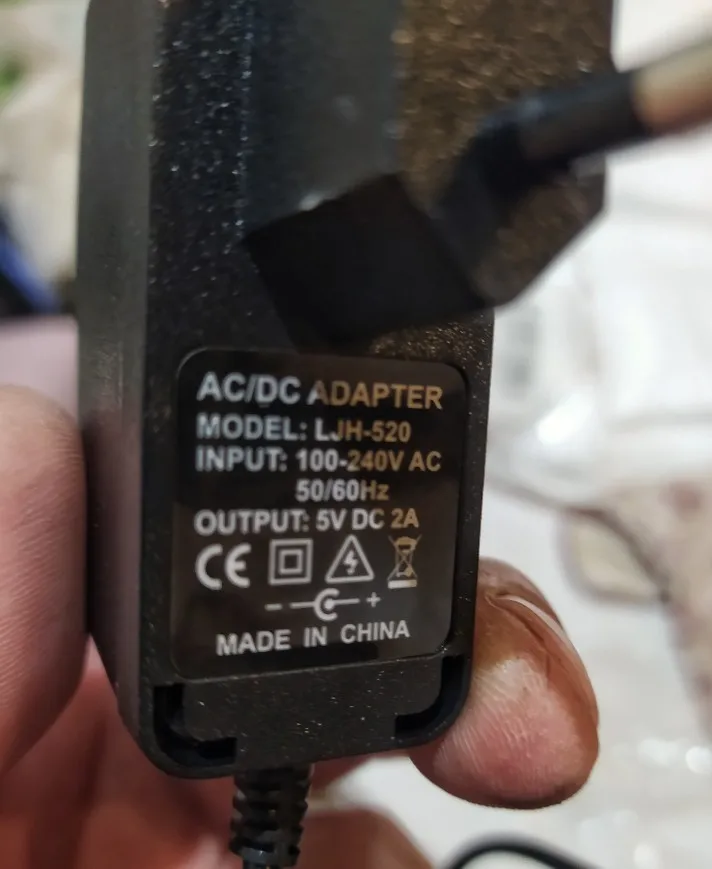 AC/DC ADAPTER
MODEL: LJH-520
INPUT: 100-240V AC
50/60Hz
OUTPUT: 5V DC 2A
CE
- +
MADE IN CHINA